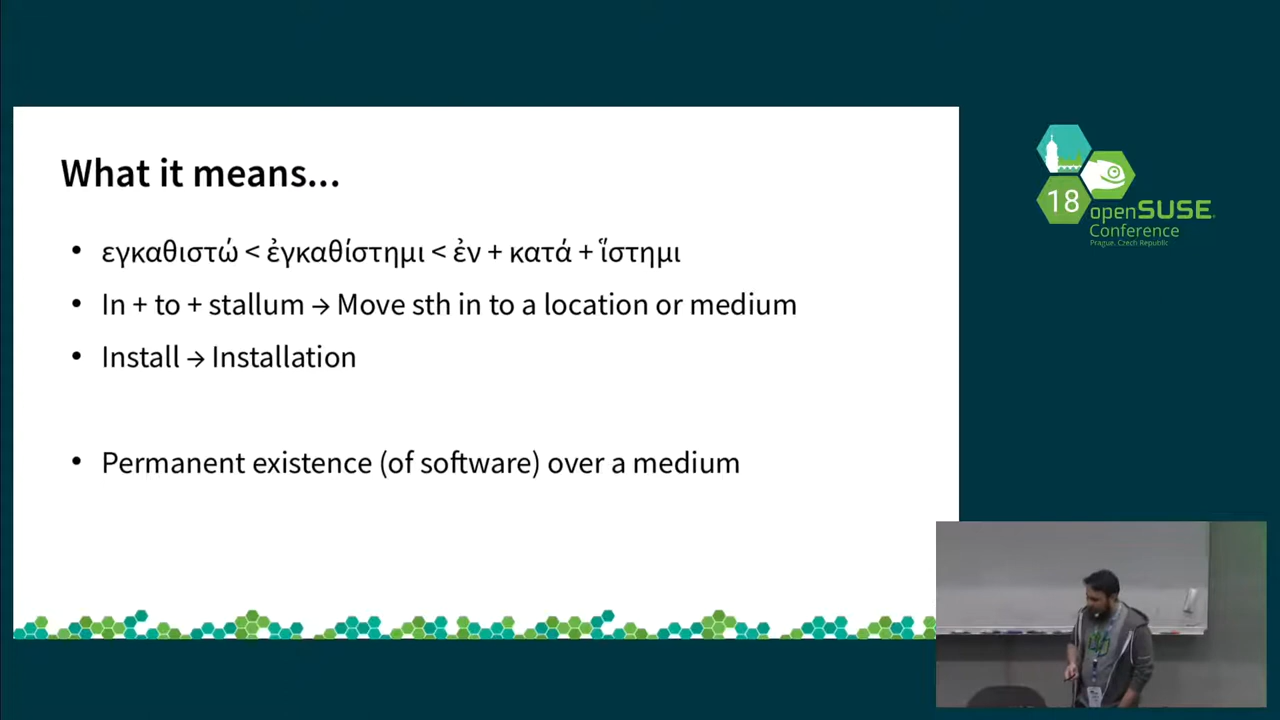 What it means...
εγκαθιστώ < ἐγκαθίστημι < ἐν + κατά + ἵστημι
In + to + stallum → Move sth in to a location or medium
Install → Installation
Permanent existence (of software) over a medium
18
openSUSE
Conference
Prague, Czech Republic